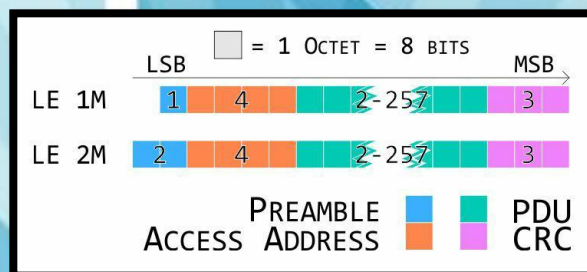 = 1 OCTET = 8 BITS
LSB MSB
LE 1M 1 4 2-257 3
LE 2M 2 4 2-257 3
PREAMBLE PDU
ACCESS ADDRESS CRC